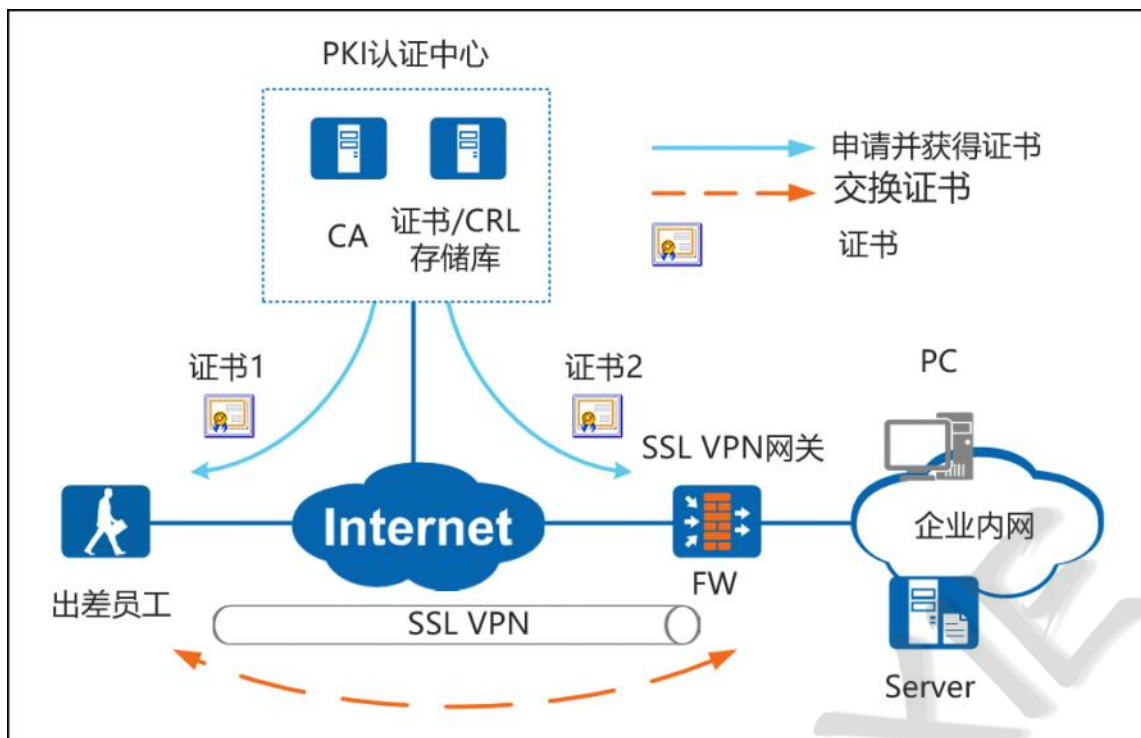 PKI认证中心
CA
证书/CRL
存储库
申请并获得证书
交换证书
证书
证书1
证书2
PC
SSL VPN网关
Internet
企业内网
FW
出差员工
SSL VPN
Server